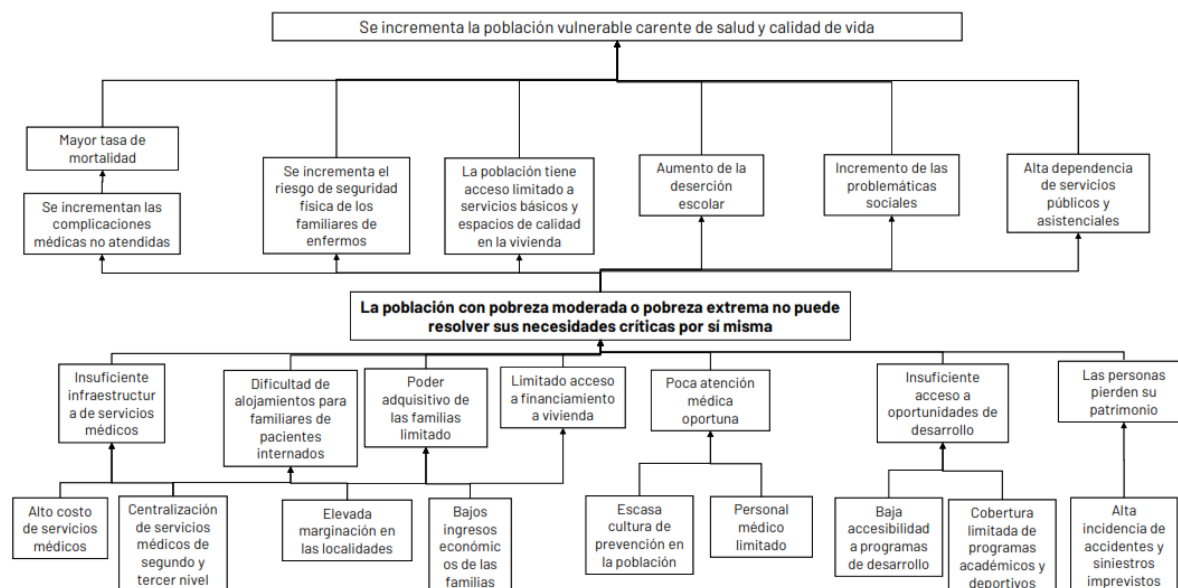 Se incrementa la población vulnerable carente de salud y calidad de vida
Mayor tasa de
mortalidad
Se incrementan las
complicaciones
médicas no atendidas
Se incrementa el
riesgo de seguridad
física de los
familiares de
enfermos
La población tiene
acceso limitado a
servicios básicos y
espacios de calidad
en la vivienda
Aumento de la
deserción
escolar
Incremento de las
problemáticas
sociales
Alta dependencia
de servicios
públicos y
asistenciales
La población con pobreza moderada o pobreza extrema no puede
resolver sus necesidades críticas por sí misma
Insuficiente
infraestructur
a de servicios
médicos
Dificultad de
alojamientos para
familiares de
pacientes
internados
Poder
adquisitivo de
las familias
limitado
Limitado acceso
a financiamiento
a vivienda
Poca atención
médica
oportuna
Insuficiente
acceso a
oportunidades de
desarrollo
Las personas
pierden su
patrimonio
Alto costo
de servicios
médicos
Centralización
de servicios
médicos de
segundo y
tercer nivel
Elevada
marginación en
las localidades
Bajos
ingresos
económic
os de las
familias
Escasa
cultura de
prevención en
la población
Personal
médico
limitado
Baja
accesibilidad
a programas
de desarrollo
Cobertura
limitada de
programas
académicos y
deportivos
Alta
incidencia de
accidentes y
siniestros
imprevistos